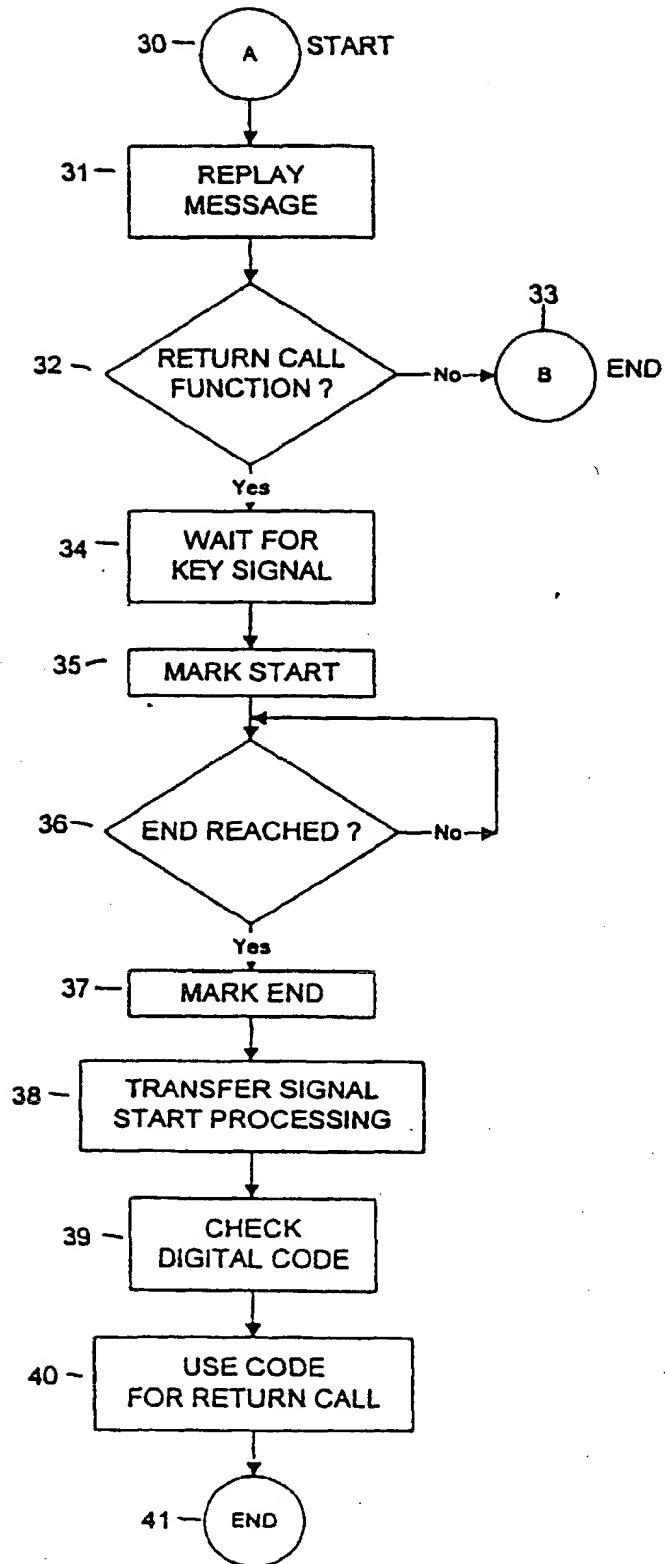 30 A START
31 REPLAY
MESSAGE
33
32 RETURN CALL
FUNCTION ? No B END
Yes
34 WAIT FOR
KEY SIGNAL
35 MARK START
36 END REACHED ? No
Yes
37 MARK END
38 TRANSFER SIGNAL
START PROCESSING
39 CHECK
DIGITAL CODE
40 USE CODE
FOR RETURN CALL
41 END